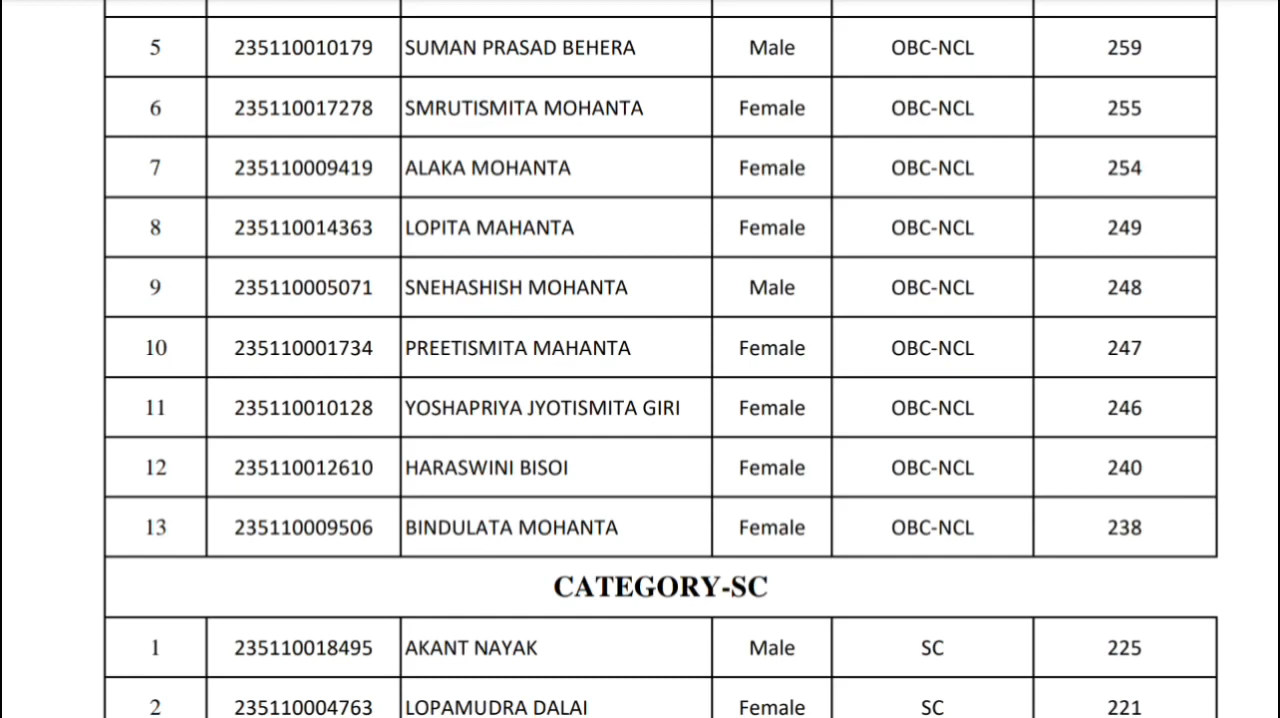 5 235110010179 SUMAN PRASAD BEHERA Male OBC-NCL 259
6 235110017278 SMRUTISMITA MOHANTA Female OBC-NCL 255
7 235110009419 ALAKA MOHANTA Female OBC-NCL 254
8 235110014363 LOPITA MAHANTA Female OBC-NCL 249
9 235110005071 SNEHASHISH MOHANTA Male OBC-NCL 248
10 235110001734 PREETISMITA MAHANTA Female OBC-NCL 247
11 235110010128 YOSHAPRIYA JYOTISMITA GIRI Female OBC-NCL 246
12 235110012610 HARASWINI BISOI Female OBC-NCL 240
13 235110009506 BINDULATA MOHANTA Female OBC-NCL 238
CATEGORY-SC
1 235110018495 AKANT NAYAK Male SC 225
2 235110004763 LOPAMUDRA DALAI Female SC 221